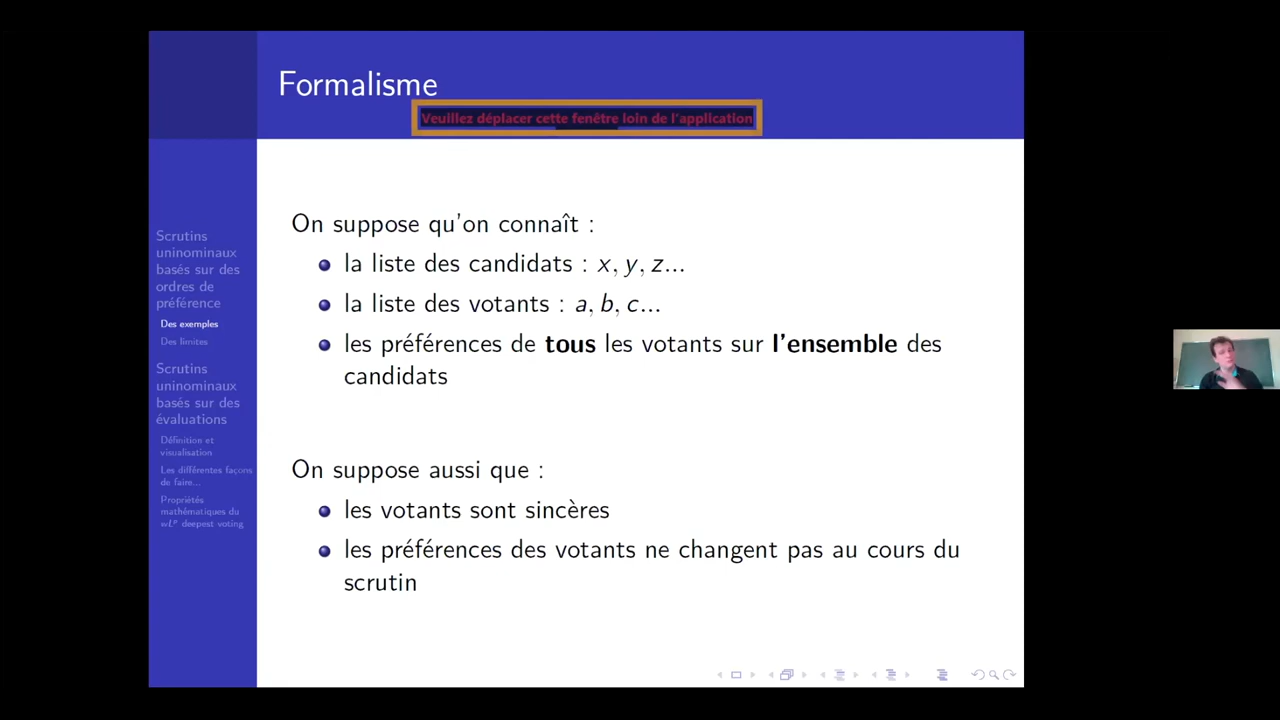 Formalisme
Veuillez déplacer cette fenêtre loin de l'application
Scrutins
uninominaux
basés sur des
ordres de
préférence
Des exemples
Des limites
Scrutins
uninominaux
basés sur des
évaluations
Définition et
visualisation
Les différentes façons
de faire...
Propriétés
mathématiques du
wLᵖ deepest voting
On suppose qu'on connaît :
la liste des candidats : x, y, z...
la liste des votants : a, b, c...
les préférences de tous les votants sur l'ensemble des
candidats
On suppose aussi que :
les votants sont sincères
les préférences des votants ne changent pas au cours du
scrutin